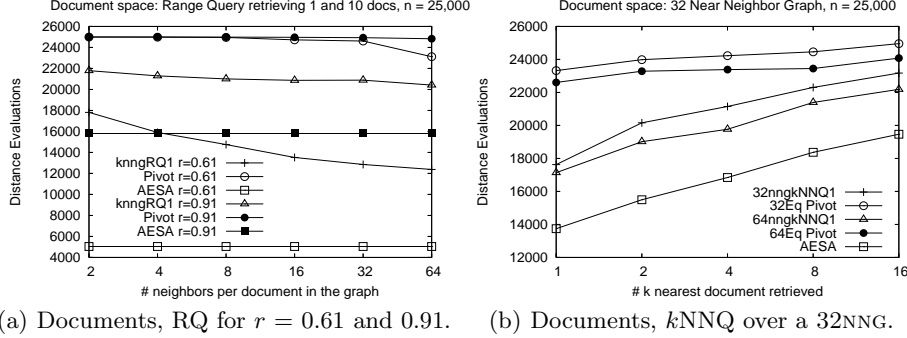 Document space: Range Query retrieving 1 and 10 docs, n = 25,000
Distance Evaluations
26000
24000
22000
20000
18000
16000
14000
12000
10000
8000
6000
4000
knngRQ1 r=0.61
Pivot r=0.61
AESA r=0.61
knngRQ1 r=0.91
Pivot r=0.91
AESA r=0.91
2 4 8 16 32 64
# neighbors per document in the graph
(a) Documents, RQ for r = 0.61 and 0.91.
Document space: 32 Near Neighbor Graph, n = 25,000
Distance Evaluations
26000
24000
22000
20000
18000
16000
14000
12000
32nngkNNQ1
32Eq Pivot
64nngkNNQ1
64Eq Pivot
AESA
1 2 4 8 16
# k nearest document retrieved
(b) Documents, kNNQ over a 32NNG.